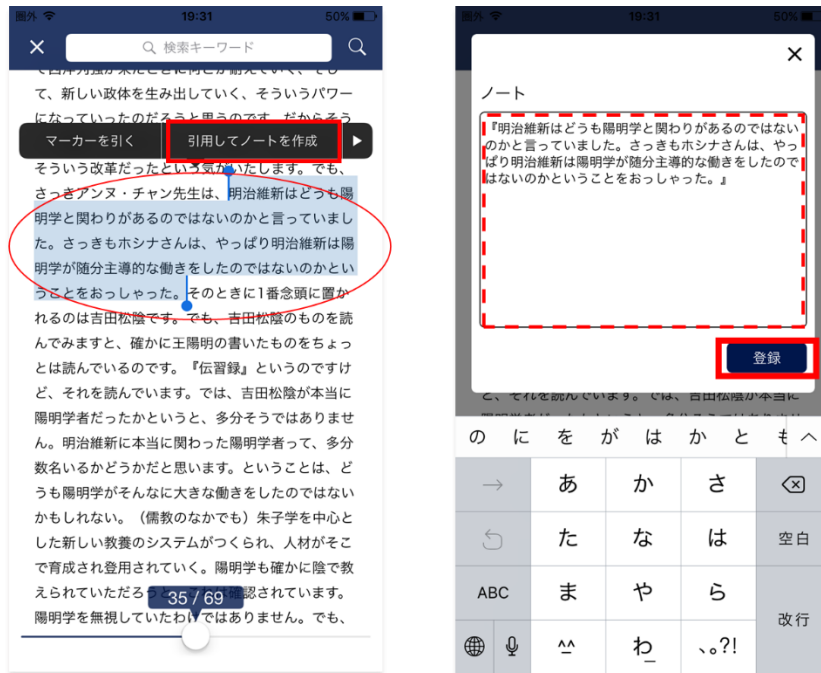 圏外 19:31 50%
検索キーワード
て、新しい政体を生み出していく、そういうパワー
になっていったのだろうと思うのです。だからそう
マーカーを引く 引用してノートを作成
そういう改革だったという気がいたします。でも、
さっきアンヌ・チャン先生は、明治維新はどうも陽
明学と関わりがあるのではないのかと言っていまし
た。さっきもホシナさんは、やっぱり明治維新は陽
明学が随分主導的な働きをしたのではないのかとい
うことをおっしゃった。そのときに1番念頭に置か
れるのは吉田松陰です。でも、吉田松陰のものを読
んでみますと、確かに王陽明の書いたものをちょっ
とは読んでいるのです。『伝習録』というのですけ
ど、それを読んでいます。では、吉田松陰が本当に
陽明学者だったかというと、多分そうではありませ
ん。明治維新に本当に関わった陽明学者って、多分
数名いるかどうかだと思います。ということは、ど
うも陽明学がそんなに大きな働きをしたのではない
かもしれない。（儒教のなかでも）朱子学を中心と
した新しい教養のシステムがつくられ、人材がそこ
で育成され登用されていく。陽明学も確かに陰で教
えられていただろ 確認されています。
35 / 69
陽明学を無視していたわけではありません。でも、
圏外 19:31 50%
ノート
『明治維新はどうも陽明学と関わりがあるのではない
のかと言っていました。さっきもホシナさんは、やっ
ぱり明治維新は陽明学が随分主導的な働きをしたので
はないのかということをおっしゃった。』
登録
ど、それを読んでいます。では、吉田松陰が本当に
の に を が は か と も
あ か さ
た な は 空白
ABC ま や ら
改行
^^ わ 、。?!